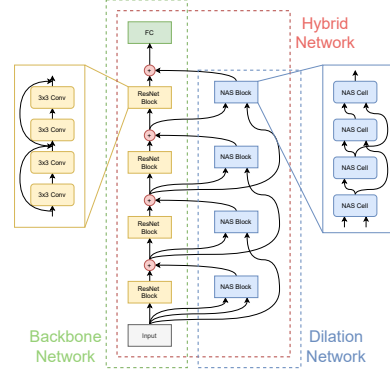 FC
Hybrid
Network
+
ResNet
Block
NAS Block
3x3 Conv
3x3 Conv
3x3 Conv
3x3 Conv
NAS Cell
NAS Cell
NAS Cell
NAS Cell
+
ResNet
Block
NAS Block
+
ResNet
Block
NAS Block
+
ResNet
Block
NAS Block
Input
Backbone
Network
Dilation
Network